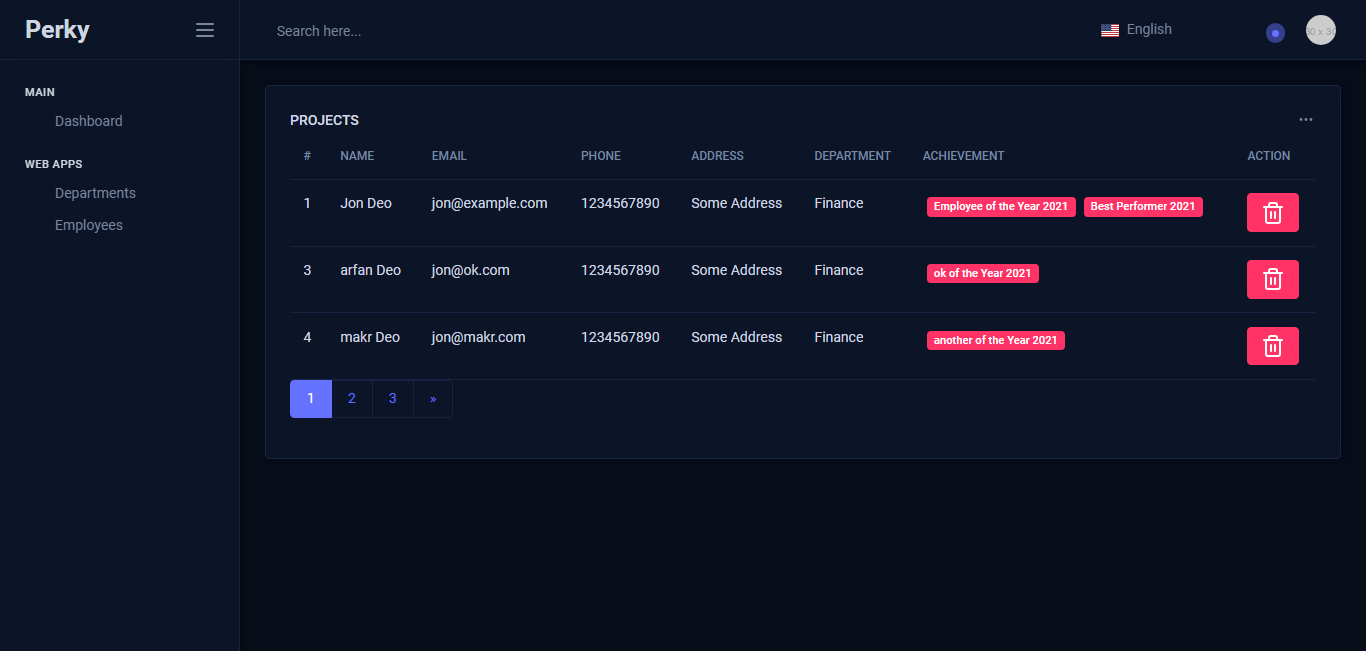 Perky
Search here...
English
30 x 30
MAIN
Dashboard
WEB APPS
Departments
Employees
PROJECTS
# NAME EMAIL PHONE ADDRESS DEPARTMENT ACHIEVEMENT ACTION
1 Jon Deo jon@example.com 1234567890 Some Address Finance Employee of the Year 2021 Best Performer 2021
3 arfan Deo jon@ok.com 1234567890 Some Address Finance ok of the Year 2021
4 makr Deo jon@makr.com 1234567890 Some Address Finance another of the Year 2021
1 2 3 »